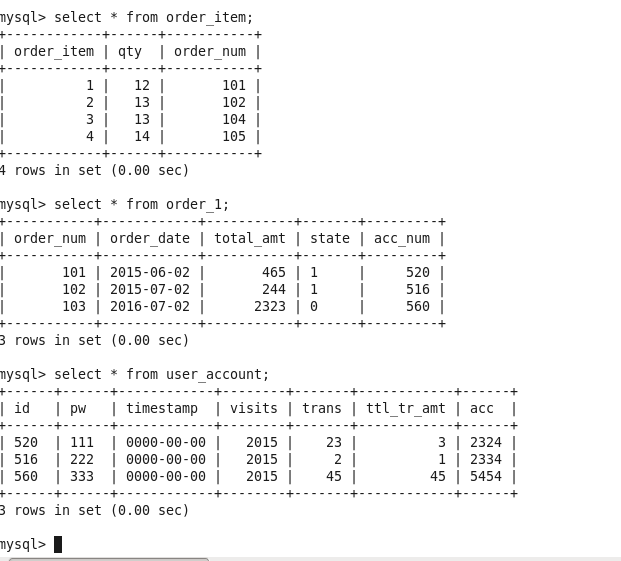 mysql> select * from order_item;
+------------+------+-----------+
| order_item | qty  | order_num |
+------------+------+-----------+
|          1 |   12 |       101 |
|          2 |   13 |       102 |
|          3 |   13 |       104 |
|          4 |   14 |       105 |
+------------+------+-----------+
4 rows in set (0.00 sec)
mysql> select * from order_1;
+-----------+------------+-----------+-------+---------+
| order_num | order_date | total_amt | state | acc_num |
+-----------+------------+-----------+-------+---------+
|       101 | 2015-06-02 |       465 | 1     |     520 |
|       102 | 2015-07-02 |       244 | 1     |     516 |
|       103 | 2016-07-02 |      2323 | 0     |     560 |
+-----------+------------+-----------+-------+---------+
3 rows in set (0.00 sec)
mysql> select * from user_account;
+------+------+------------+--------+-------+------------+------+
| id   | pw   | timestamp  | visits | trans | ttl_tr_amt | acc  |
+------+------+------------+--------+-------+------------+------+
| 520  | 111  | 0000-00-00 |   2015 |    23 |          3 | 2324 |
| 516  | 222  | 0000-00-00 |   2015 |     2 |          1 | 2334 |
| 560  | 333  | 0000-00-00 |   2015 |    45 |         45 | 5454 |
+------+------+------------+--------+-------+------------+------+
3 rows in set (0.00 sec)
mysql>